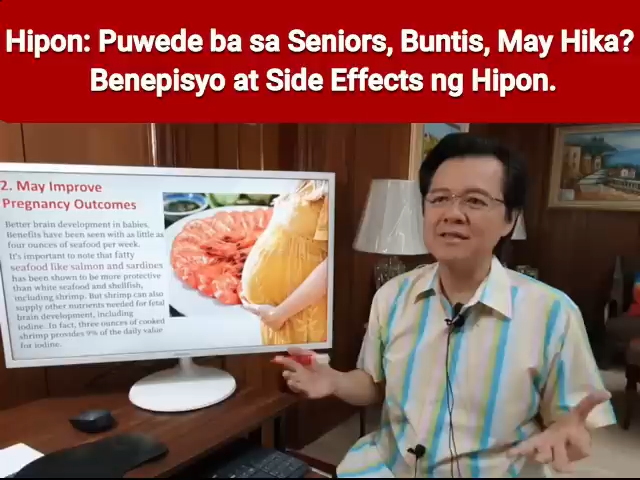 Hipon: Puwede ba sa Seniors, Buntis, May Hika?
Benepisyo at Side Effects ng Hipon.
2. May Improve
Pregnancy Outcomes
Better brain development in babies.
Benefits have been seen with as little as
four ounces of seafood per week.
It's important to note that fatty
seafood like salmon and sardines
has been shown to be more protective
than white seafood and shellfish,
including shrimp. But shrimp can also
supply other nutrients needed for fetal
brain development, including
iodine. In fact, three ounces of cooked
shrimp provides 9% of the daily value
for iodine.